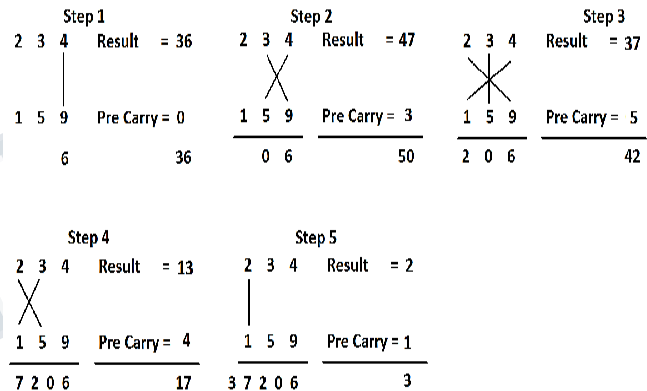 Step 1
2 3 4 Result = 36
1 5 9 Pre Carry = 0
6 36
Step 2
2 3 4 Result = 47
1 5 9 Pre Carry = 3
0 6 50
Step 3
2 3 4 Result = 37
1 5 9 Pre Carry = 5
2 0 6 42
Step 4
2 3 4 Result = 13
1 5 9 Pre Carry = 4
7 2 0 6 17
Step 5
2 3 4 Result = 2
1 5 9 Pre Carry = 1
3 7 2 0 6 3